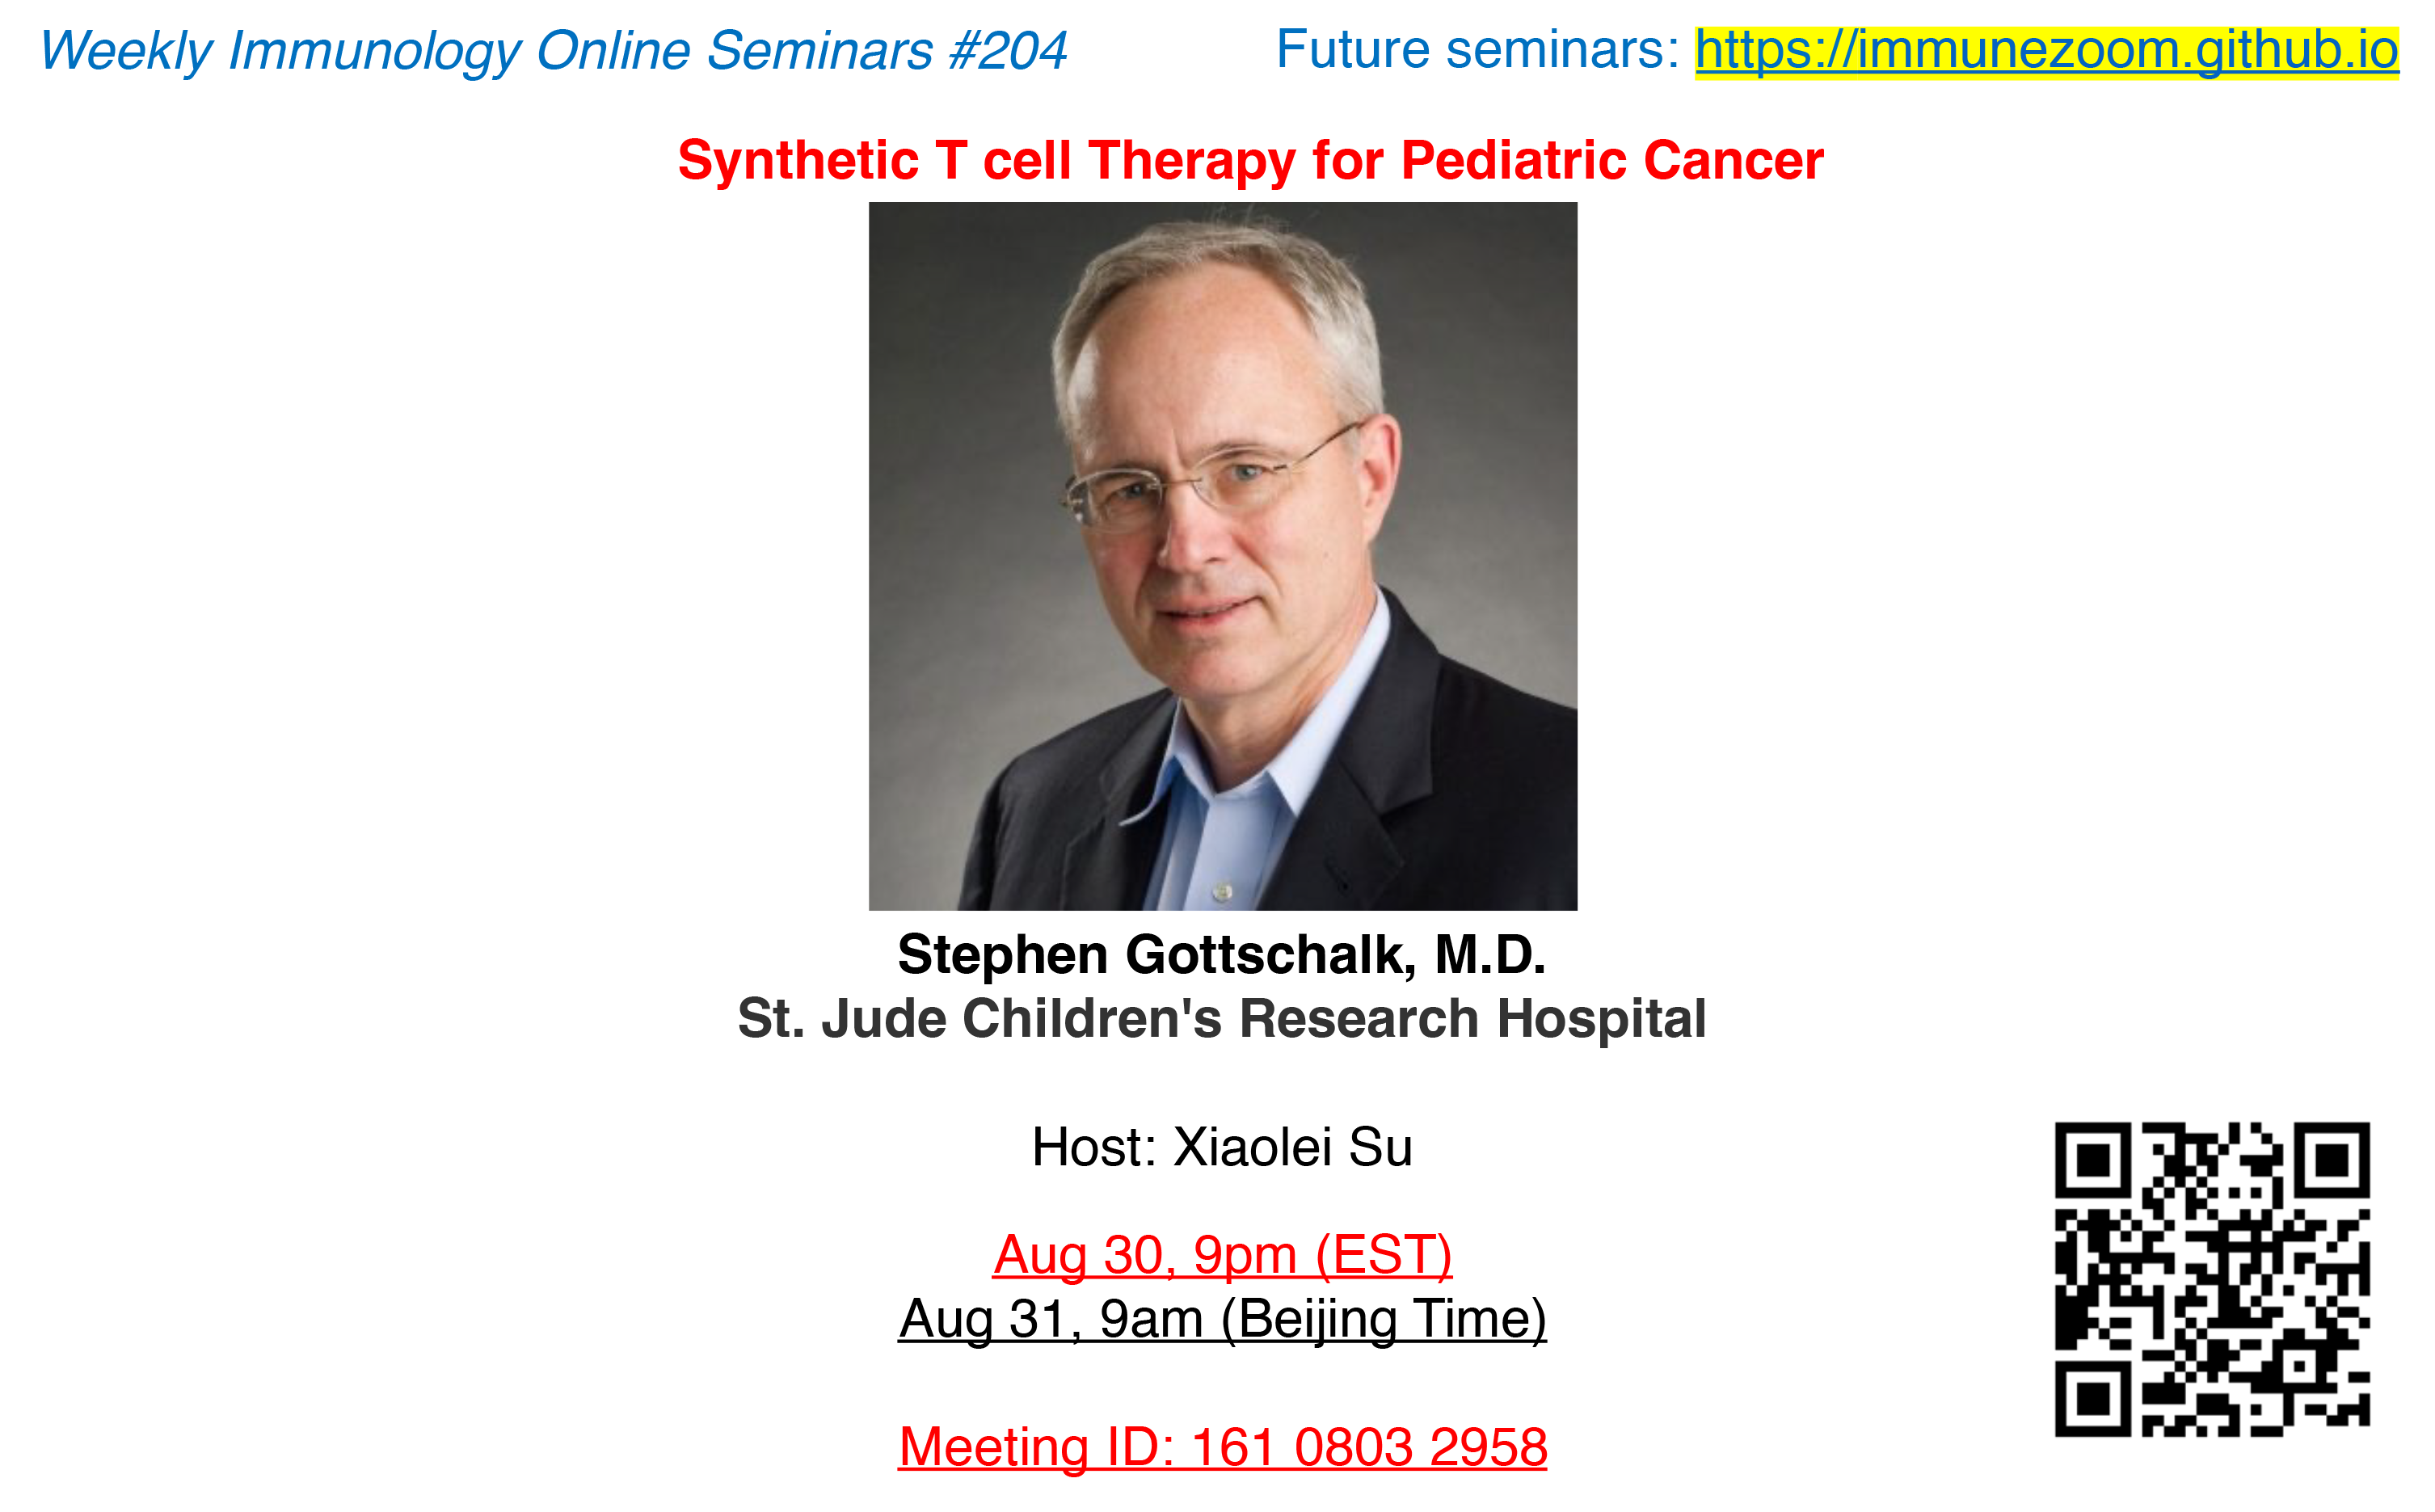 Weekly Immunology Online Seminars #204
Future seminars: https://immunezoom.github.io
Synthetic T cell Therapy for Pediatric Cancer
Stephen Gottschalk, M.D.
St. Jude Children's Research Hospital
Host: Xiaolei Su
Aug 30, 9pm (EST)
Aug 31, 9am (Beijing Time)
Meeting ID: 161 0803 2958